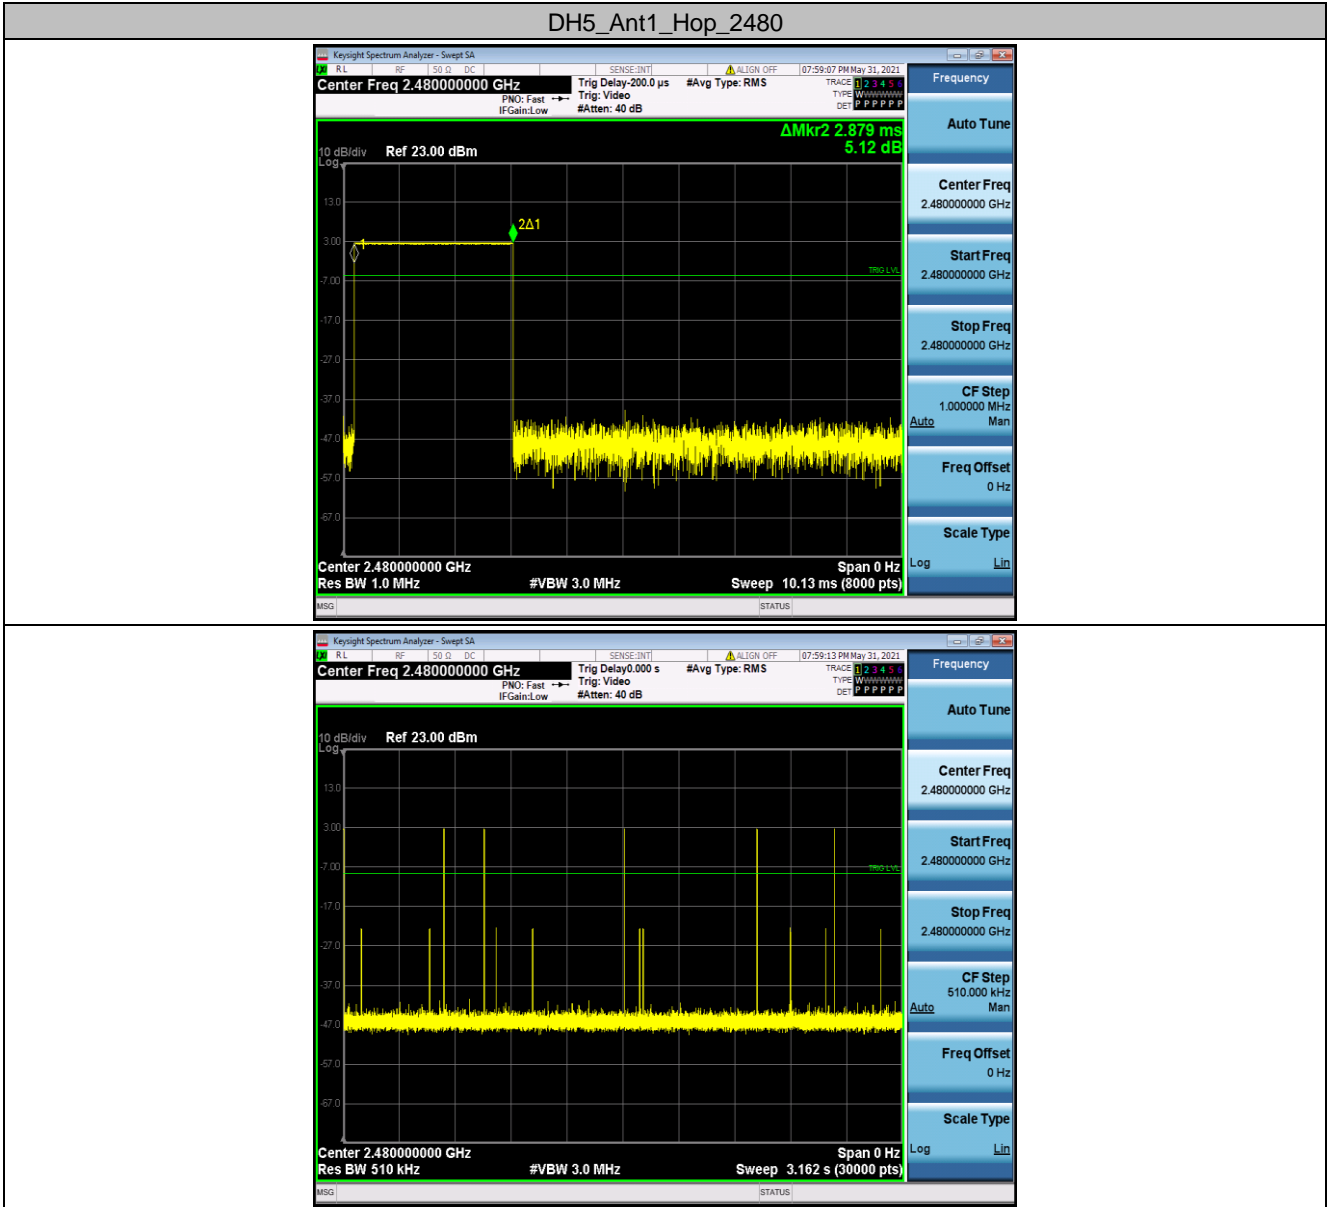 DH5_Ant1_Hop_2480
Keysight Spectrum Analyzer - Swept SA
RL RF 50 Ω DC SENSE:INT ALIGN OFF 07:59:07 PM May 31, 2021
Center Freq 2.480000000 GHz
PNO: Fast
IFGain:Low
Trig Delay-200.0 µs
Trig: Video
#Atten: 40 dB
#Avg Type: RMS
TRACE 1 2 3 4 5 6
TYPE W
DET P P P P P P
ΔMkr2 2.879 ms
5.12 dB
10 dB/div Ref 23.00 dBm
Log
13.0
3.00
-7.00
-17.0
-27.0
-37.0
-47.0
-57.0
-67.0
1
2Δ1
TRIG LVL
Center 2.480000000 GHz Span 0 Hz
Res BW 1.0 MHz #VBW 3.0 MHz Sweep 10.13 ms (8000 pts)
MSG STATUS
Frequency
Auto Tune
Center Freq
2.480000000 GHz
Start Freq
2.480000000 GHz
Stop Freq
2.480000000 GHz
CF Step
1.000000 MHz
Auto Man
Freq Offset
0 Hz
Scale Type
Log Lin
Keysight Spectrum Analyzer - Swept SA
RL RF 50 Ω DC SENSE:INT ALIGN OFF 07:59:13 PM May 31, 2021
Center Freq 2.480000000 GHz
PNO: Fast
IFGain:Low
Trig Delay0.000 s
Trig: Video
#Atten: 40 dB
#Avg Type: RMS
TRACE 1 2 3 4 5 6
TYPE W
DET P P P P P P
10 dB/div Ref 23.00 dBm
Log
13.0
3.00
-7.00
-17.0
-27.0
-37.0
-47.0
-57.0
-67.0
TRIG LVL
Center 2.480000000 GHz Span 0 Hz
Res BW 510 kHz #VBW 3.0 MHz Sweep 3.162 s (30000 pts)
MSG STATUS
Frequency
Auto Tune
Center Freq
2.480000000 GHz
Start Freq
2.480000000 GHz
Stop Freq
2.480000000 GHz
CF Step
510.000 kHz
Auto Man
Freq Offset
0 Hz
Scale Type
Log Lin